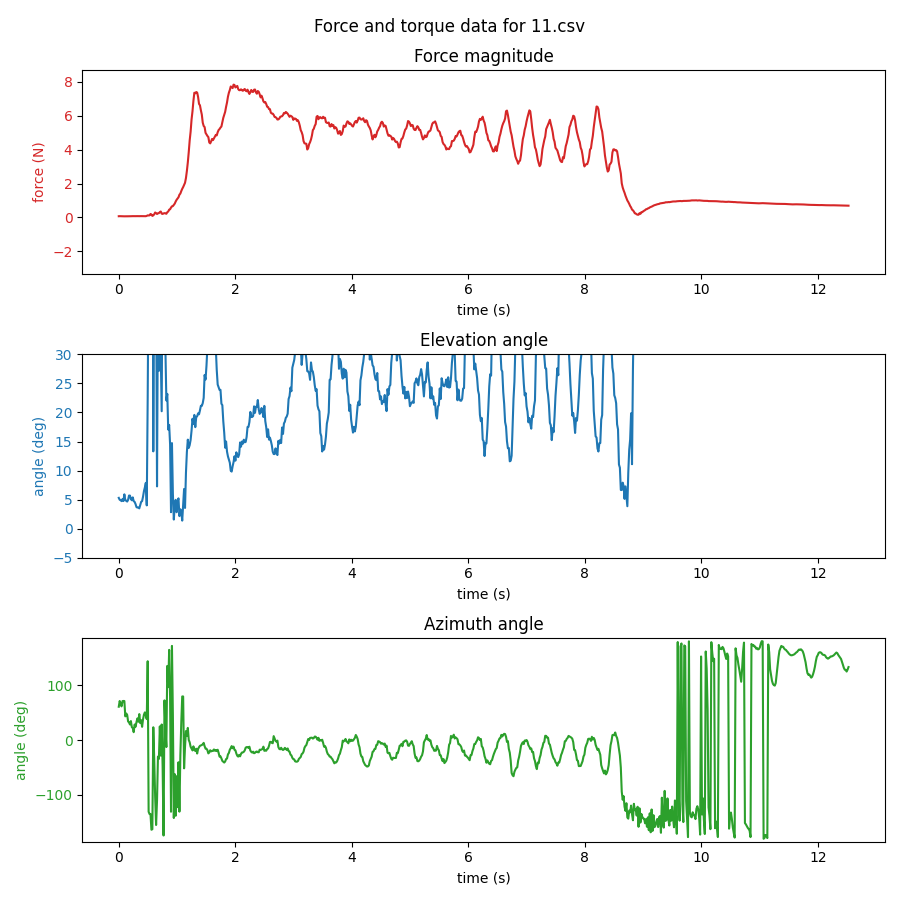 Force and torque data for 11.csv
Force magnitude
8
6
4
2
0
−2
force (N)
0 2 4 6 8 10 12
time (s)
Elevation angle
30
25
20
15
10
5
0
−5
angle (deg)
0 2 4 6 8 10 12
time (s)
Azimuth angle
100
0
−100
angle (deg)
0 2 4 6 8 10 12
time (s)